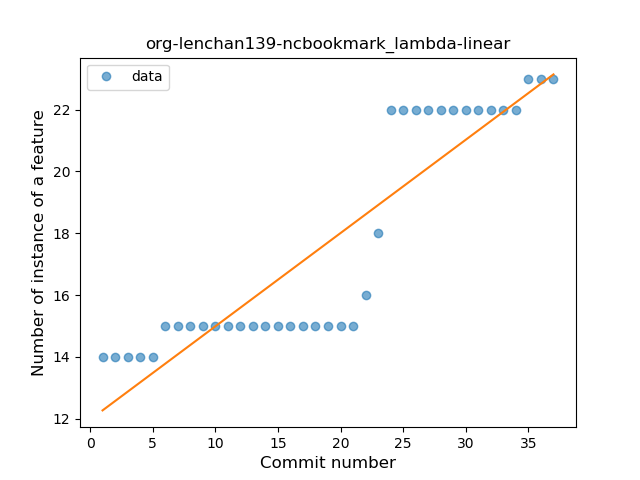 org-lenchan139-ncbookmark_lambda-linear
data
Number of instance of a feature
22
20
18
16
14
12
0 5 10 15 20 25 30 35
Commit number